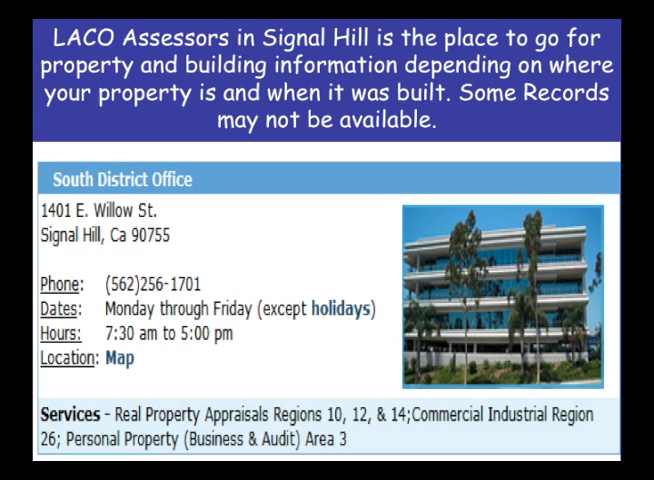 LACO Assessors in Signal Hill is the place to go for
property and building information depending on where
your property is and when it was built. Some Records
may not be available.
South District Office
1401 E. Willow St.
Signal Hill, Ca 90755
Phone: (562)256-1701
Dates: Monday through Friday (except holidays)
Hours: 7:30 am to 5:00 pm
Location: Map
Services - Real Property Appraisals Regions 10, 12, & 14;Commercial Industrial Region
26; Personal Property (Business & Audit) Area 3